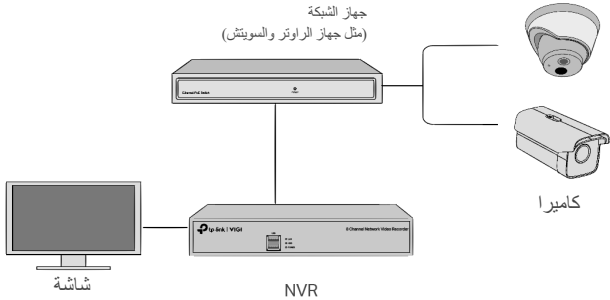 جهاز الشبكة
(مثل جهاز الراوتر والسويتش)
tp-link | VIGI
8 Channel Network Video Recorder
كاميرا
شاشة
NVR